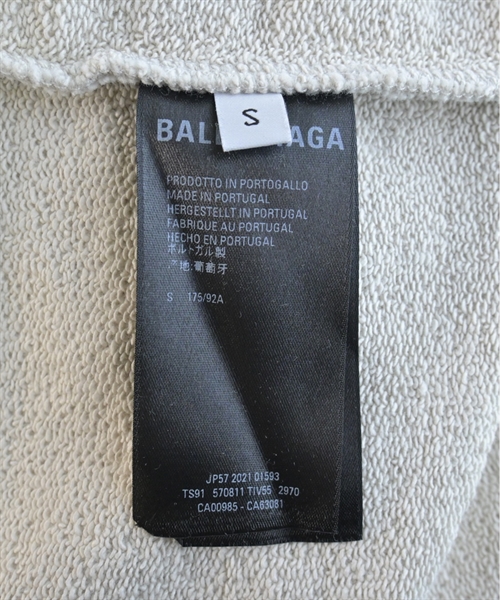 S
BALENCIAGA
PRODOTTO IN PORTOGALLO
MADE IN PORTUGAL
HERGESTELLT IN PORTUGAL
FABRIQUE AU PORTUGAL
HECHO EN PORTUGAL
ポルトガル製
产地:葡萄牙
S 175/92A
JP57 2021 01593
TS91 570811 TIV55 2970
CA00985 - CA63081